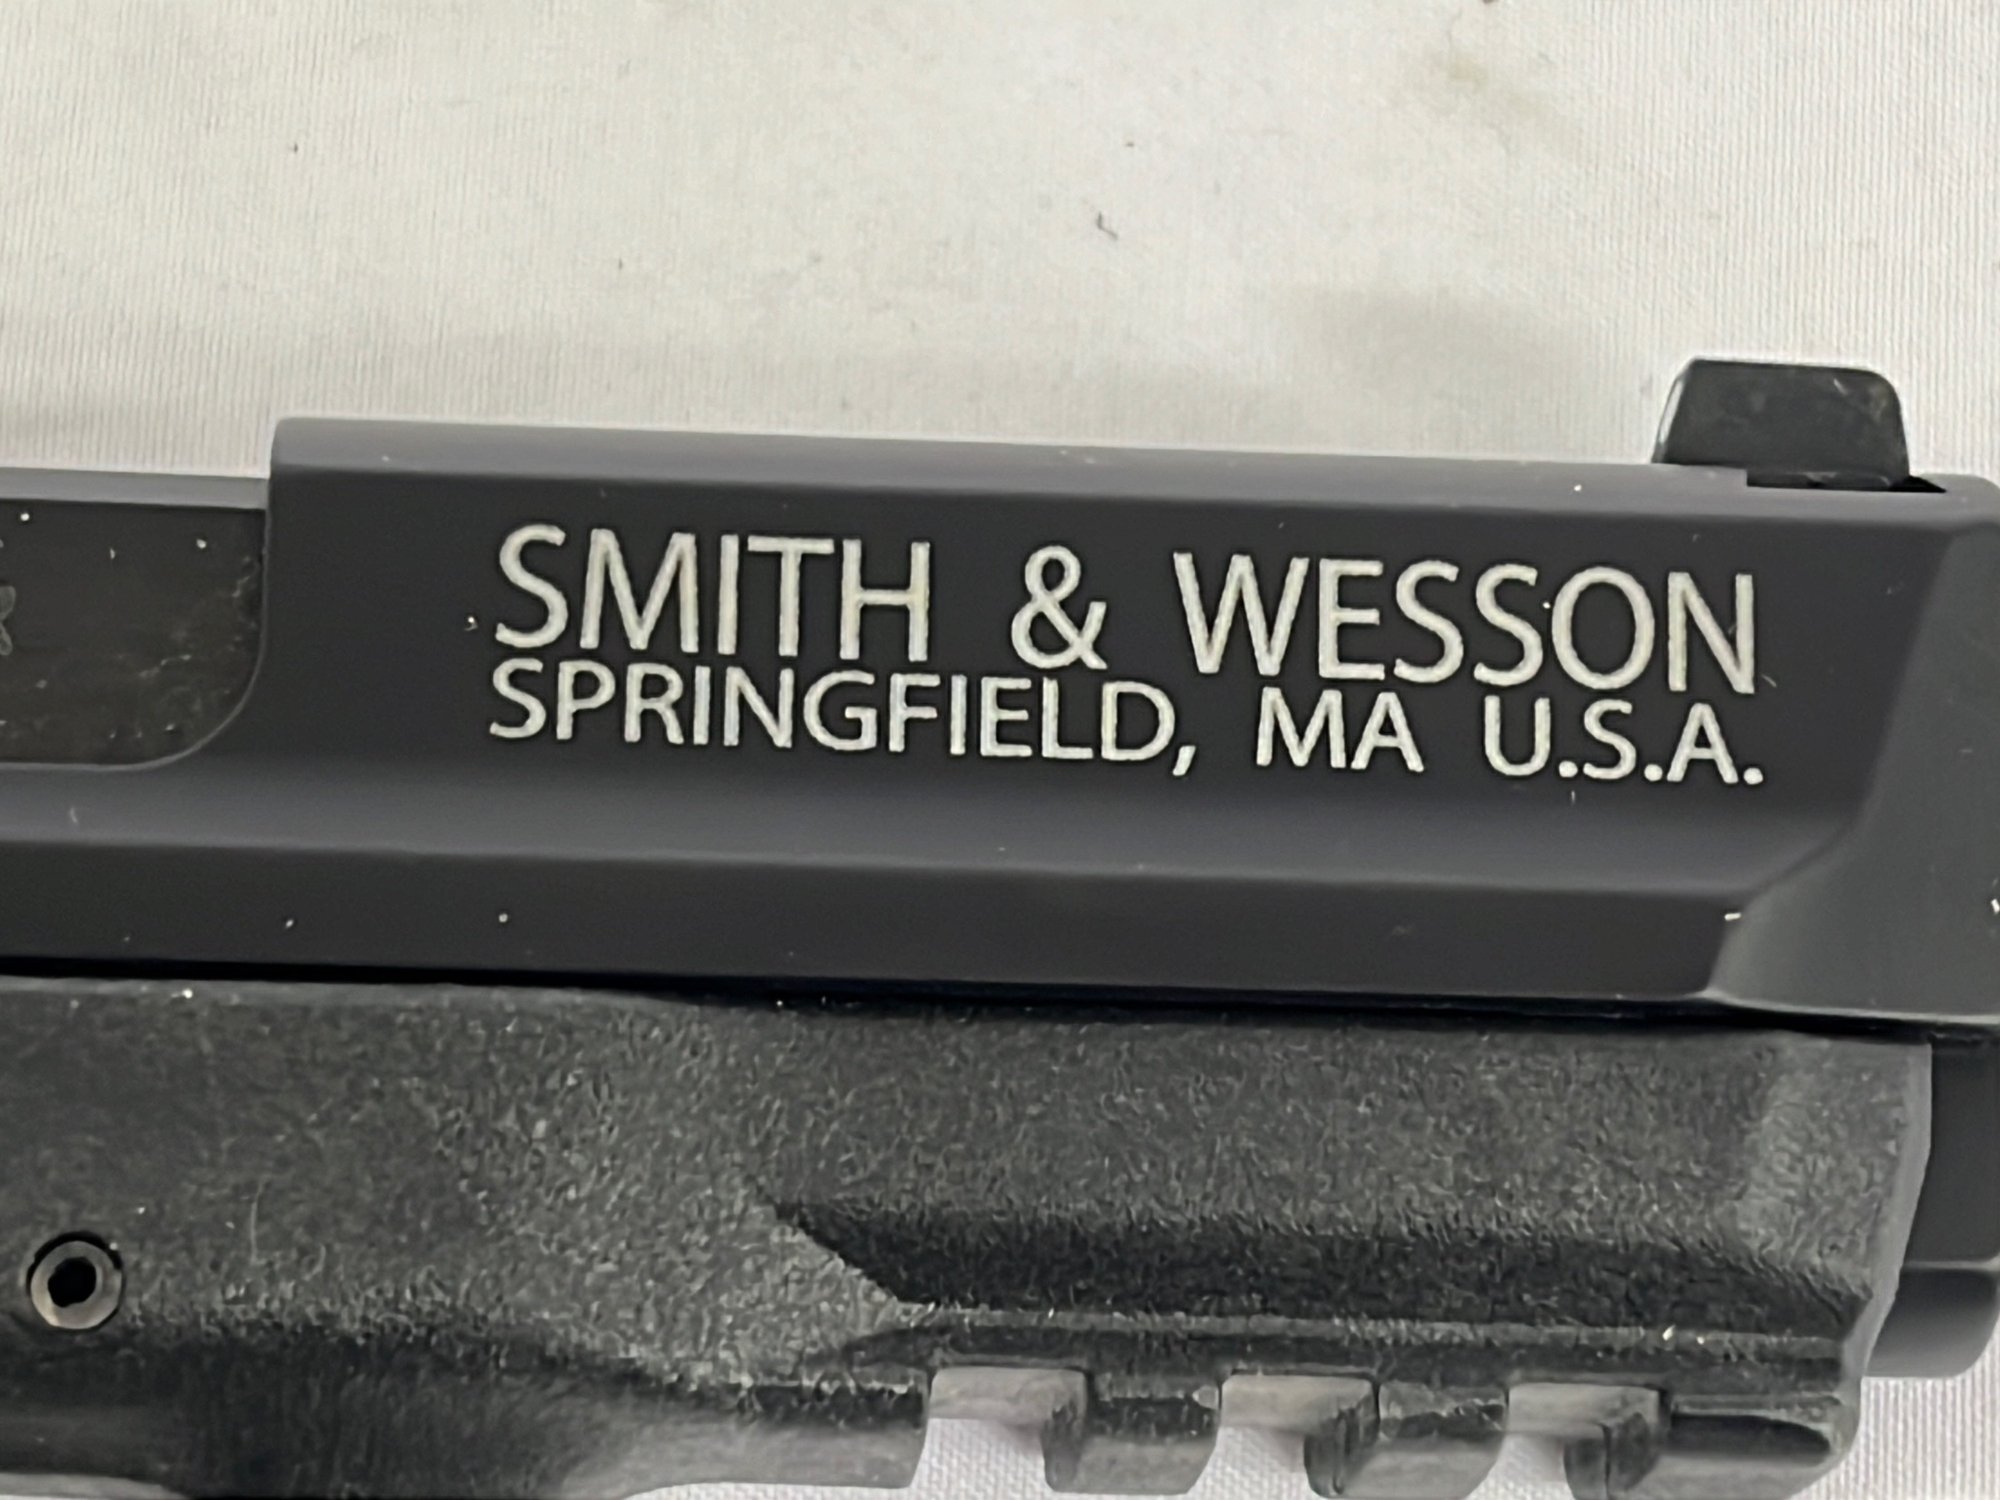 SMITH & WESSON
SPRINGFIELD, MA U.S.A.